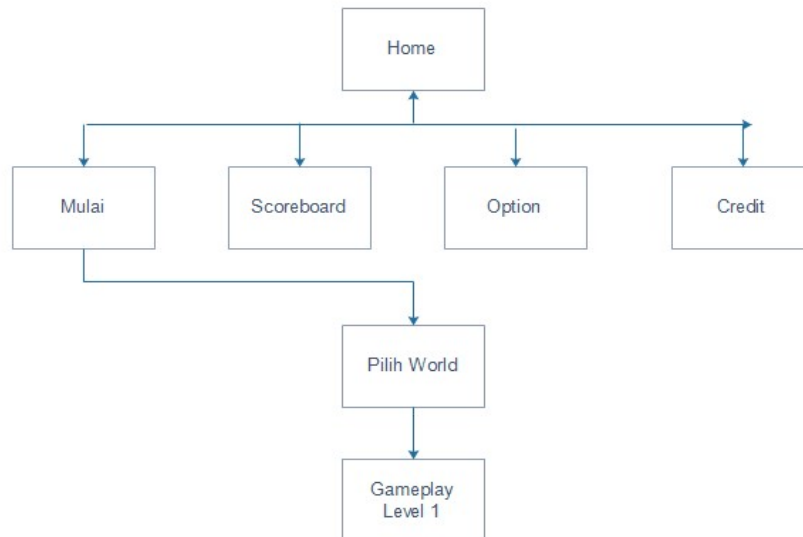 Home
Mulai
Scoreboard
Option
Credit
Pilih World
Gameplay
Level 1